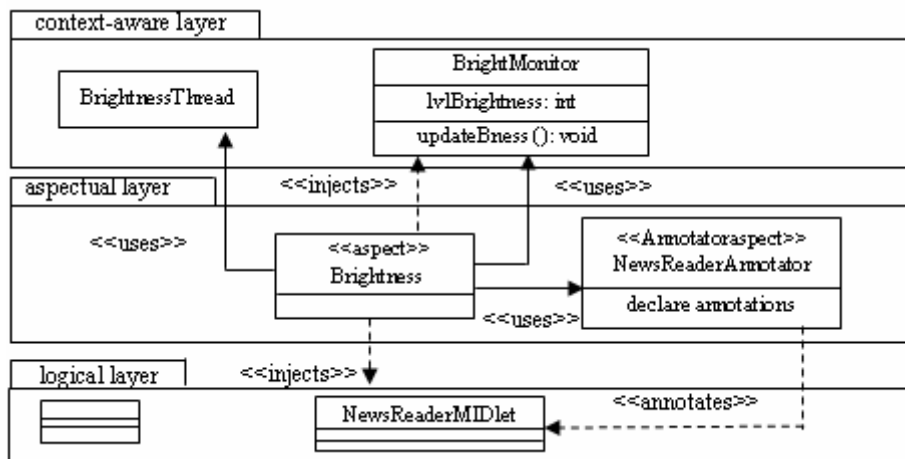 context-aware layer
BrightnessThread
BrightMonitor
lvlBrightness: int
updateBness (): void
<<injects>>
<<uses>>
aspectual layer
<<uses>>
<<aspect>>
Brightness
<<Annotatoraspect>>
NewsReaderAnnotator
declare annotations
<<uses>>
logical layer
<<injects>>
NewsReaderMIDlet
<<annotates>>